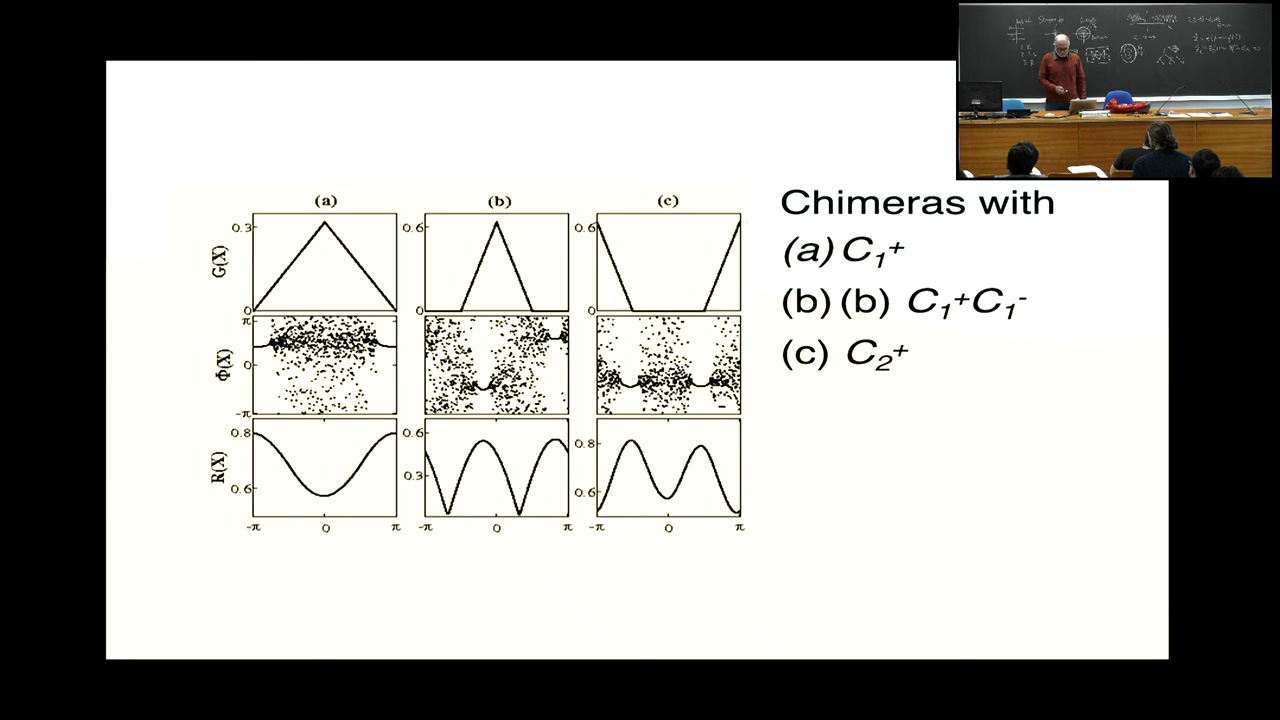 (a) (b) (c)
G(X) 0.3 0 0.6 0 0.6 0
Φ(X) π 0 -π
R(X) 0.8 0.6 0.6 0.3 0.8 0.6
-π 0 π -π 0 π -π 0 π
Chimeras with
(a) C₁⁺
(b) (b) C₁⁺C₁⁻
(c) C₂⁺